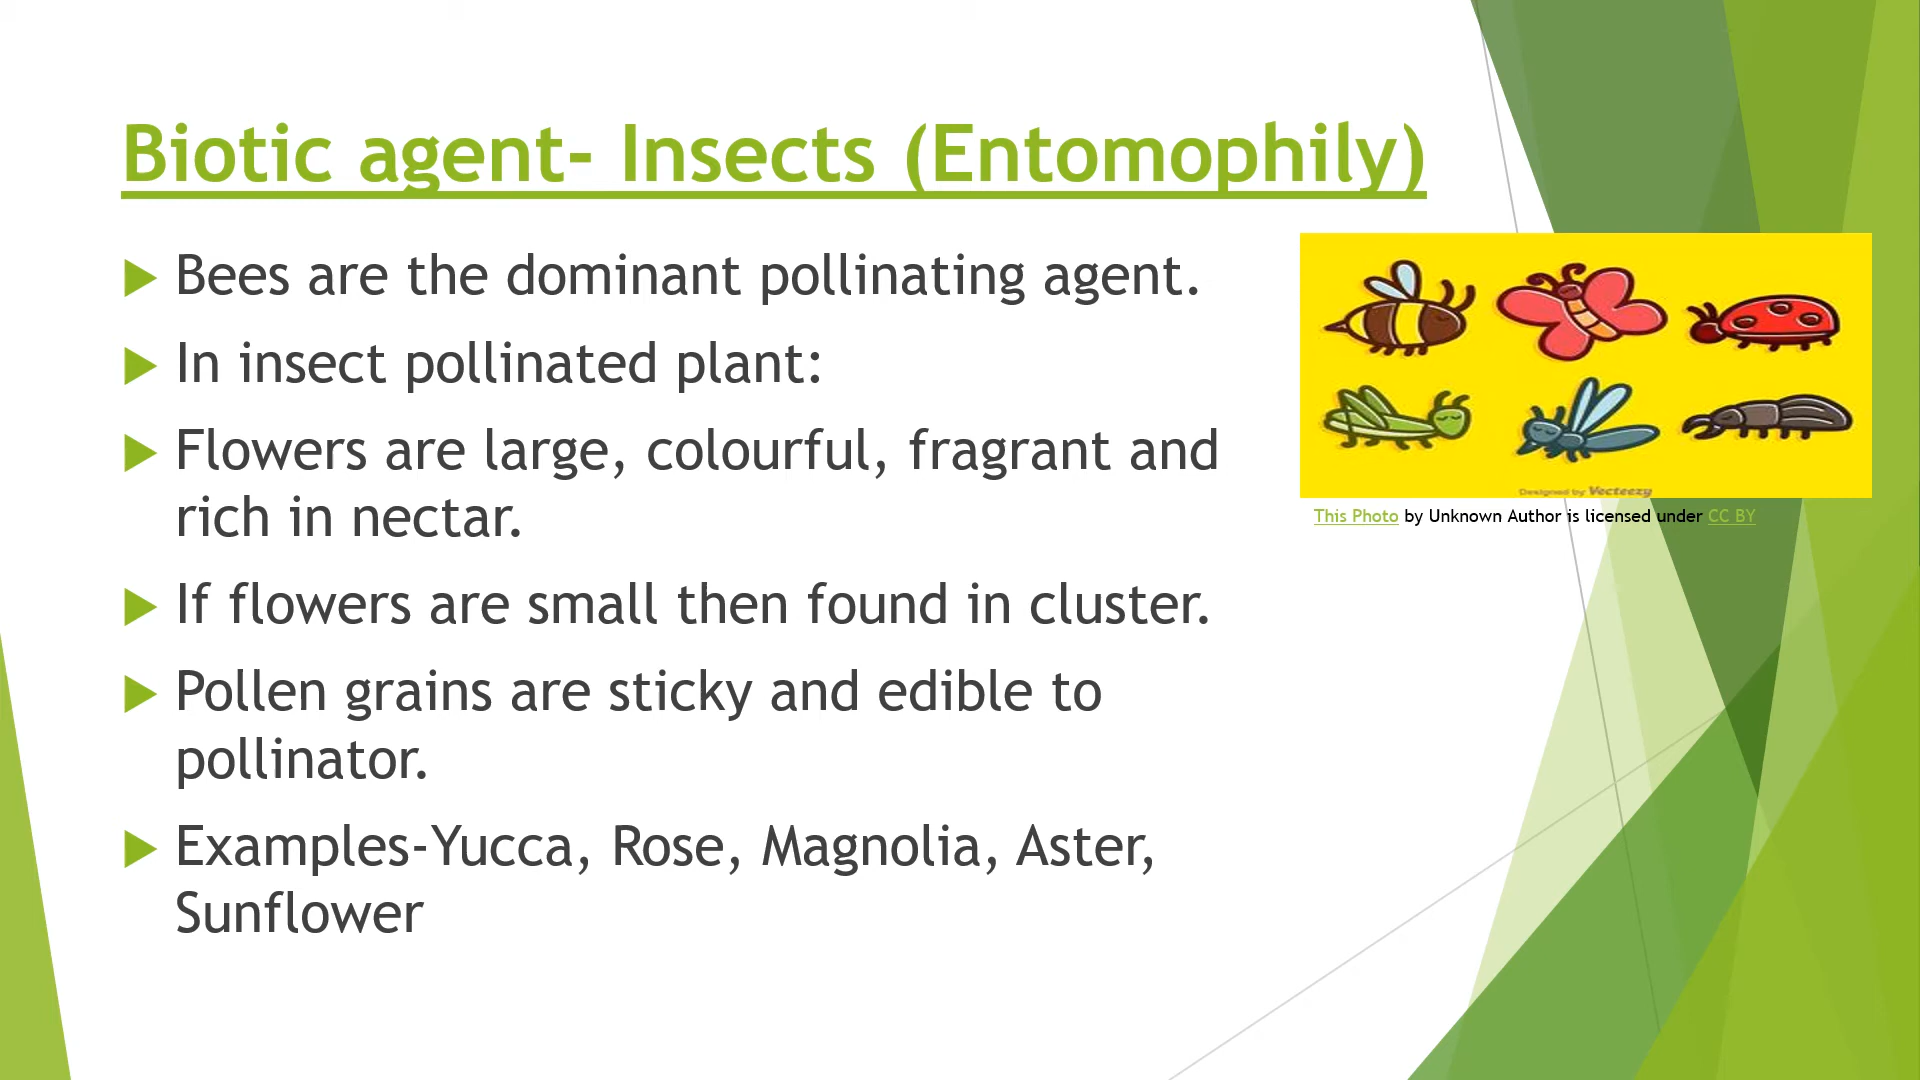 Biotic agent- Insects (Entomophily)
Bees are the dominant pollinating agent.
In insect pollinated plant:
Flowers are large, colourful, fragrant and
rich in nectar.
If flowers are small then found in cluster.
Pollen grains are sticky and edible to
pollinator.
Examples-Yucca, Rose, Magnolia, Aster,
Sunflower
Designed by Vecteezy
This Photo by Unknown Author is licensed under CC BY